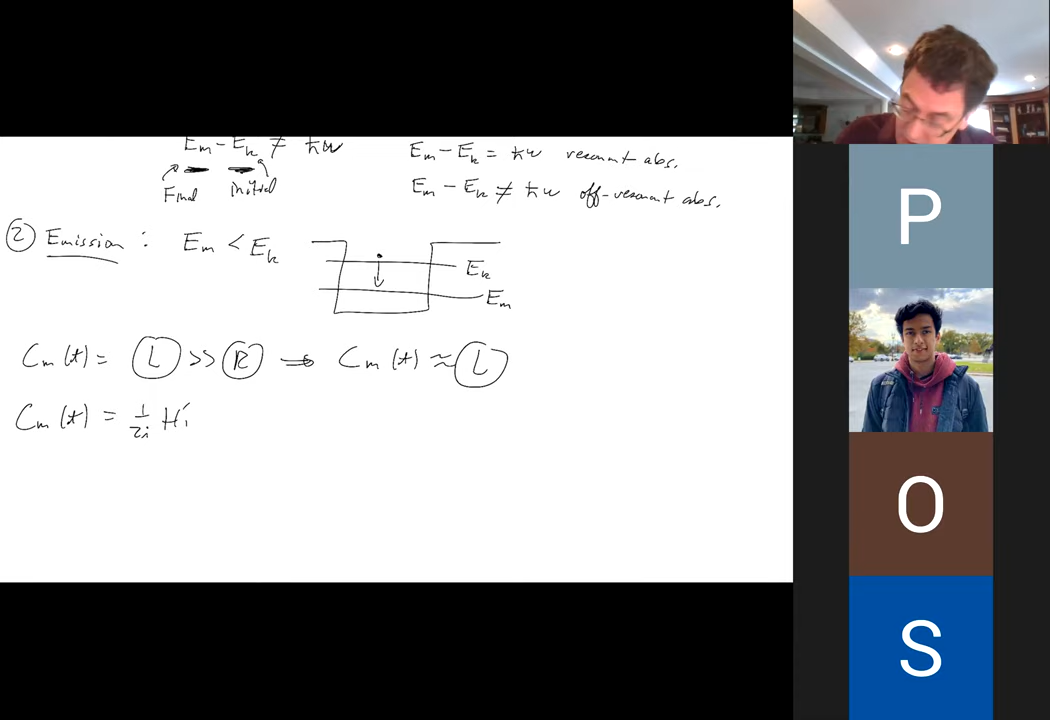 Em - Ek ≠ ħω
Final initial
Em - Ek = ħω resonant abs.
Em - Ek ≠ ħω off-resonant abs.
② Emission : Em < Ek
Ek
Em
Cm(t) = Ⓛ >> Ⓡ ⇒ Cm(t) ≈ Ⓛ
Cm(t) = 1/2i H'
P
O
S